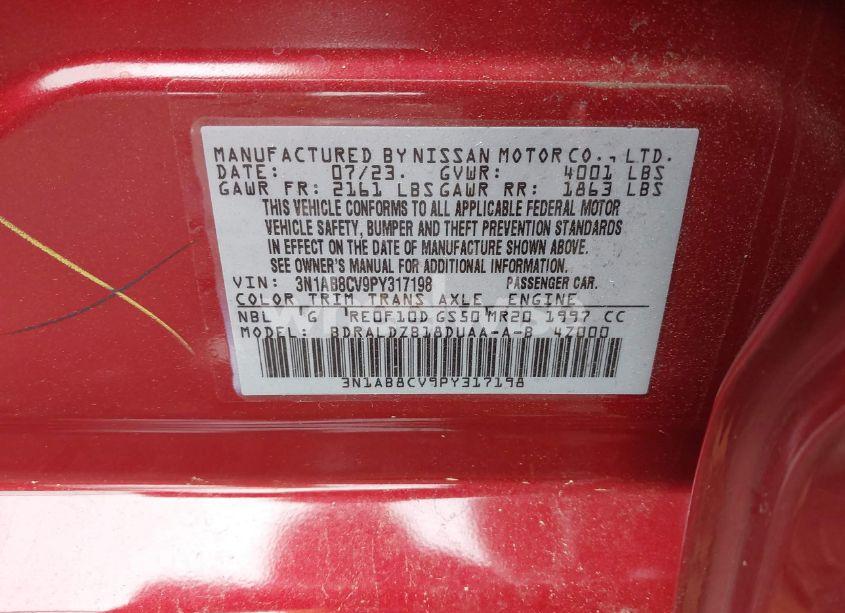 MANUFACTURED BY NISSAN MOTOR CO., LTD.
DATE: 07/23. GVWR: 4001 LBS
GAWR FR: 2161 LBS GAWR RR: 1863 LBS
THIS VEHICLE CONFORMS TO ALL APPLICABLE FEDERAL MOTOR
VEHICLE SAFETY, BUMPER AND THEFT PREVENTION STANDARDS
IN EFFECT ON THE DATE OF MANUFACTURE SHOWN ABOVE.
SEE OWNER'S MANUAL FOR ADDITIONAL INFORMATION.
VIN: 3N1AB8CV9PY317198 PASSENGER CAR.
COLOR TRIM TRANS AXLE ENGINE
NBL G RE0F10D GS50 MR20 1997 CC
MODEL: BDRALDZB18DUAA-A-B 47000
3N1AB8CV9PY317198